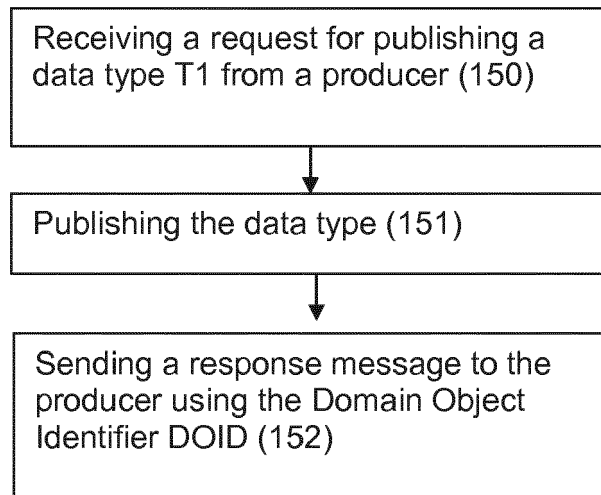 Receiving a request for publishing a
data type T1 from a producer (150)
Publishing the data type (151)
Sending a response message to the
producer using the Domain Object
Identifier DOID (152)